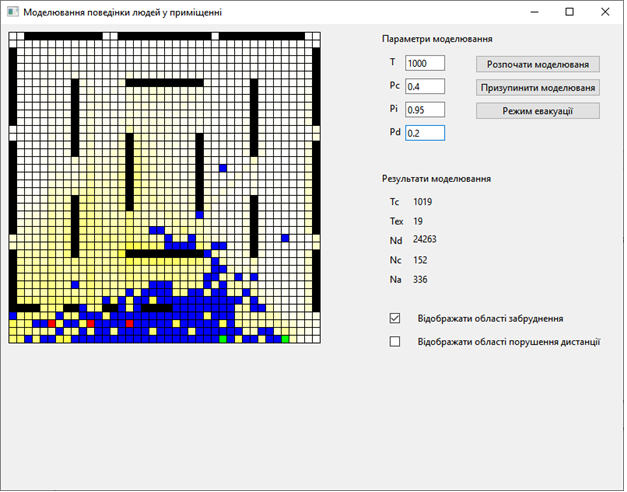 Моделювання поведінки людей у приміщенні
Параметри моделювання
T 1000
Розпочати моделюваня
Pc 0.4
Призупинити моделюваня
Pi 0.95
Режим евакуації
Pd 0.2
Результати моделювання
Tc 1019
Tex 19
Nd 24263
Nc 152
Na 336
Відображати області забруднення
Відображати області порушення дистанції